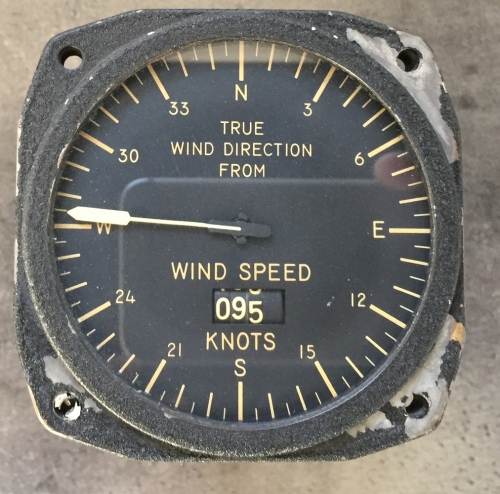 N
33 3
TRUE
WIND DIRECTION
FROM
30 6
W E
WIND SPEED
24 095 12
KNOTS
21 15
S